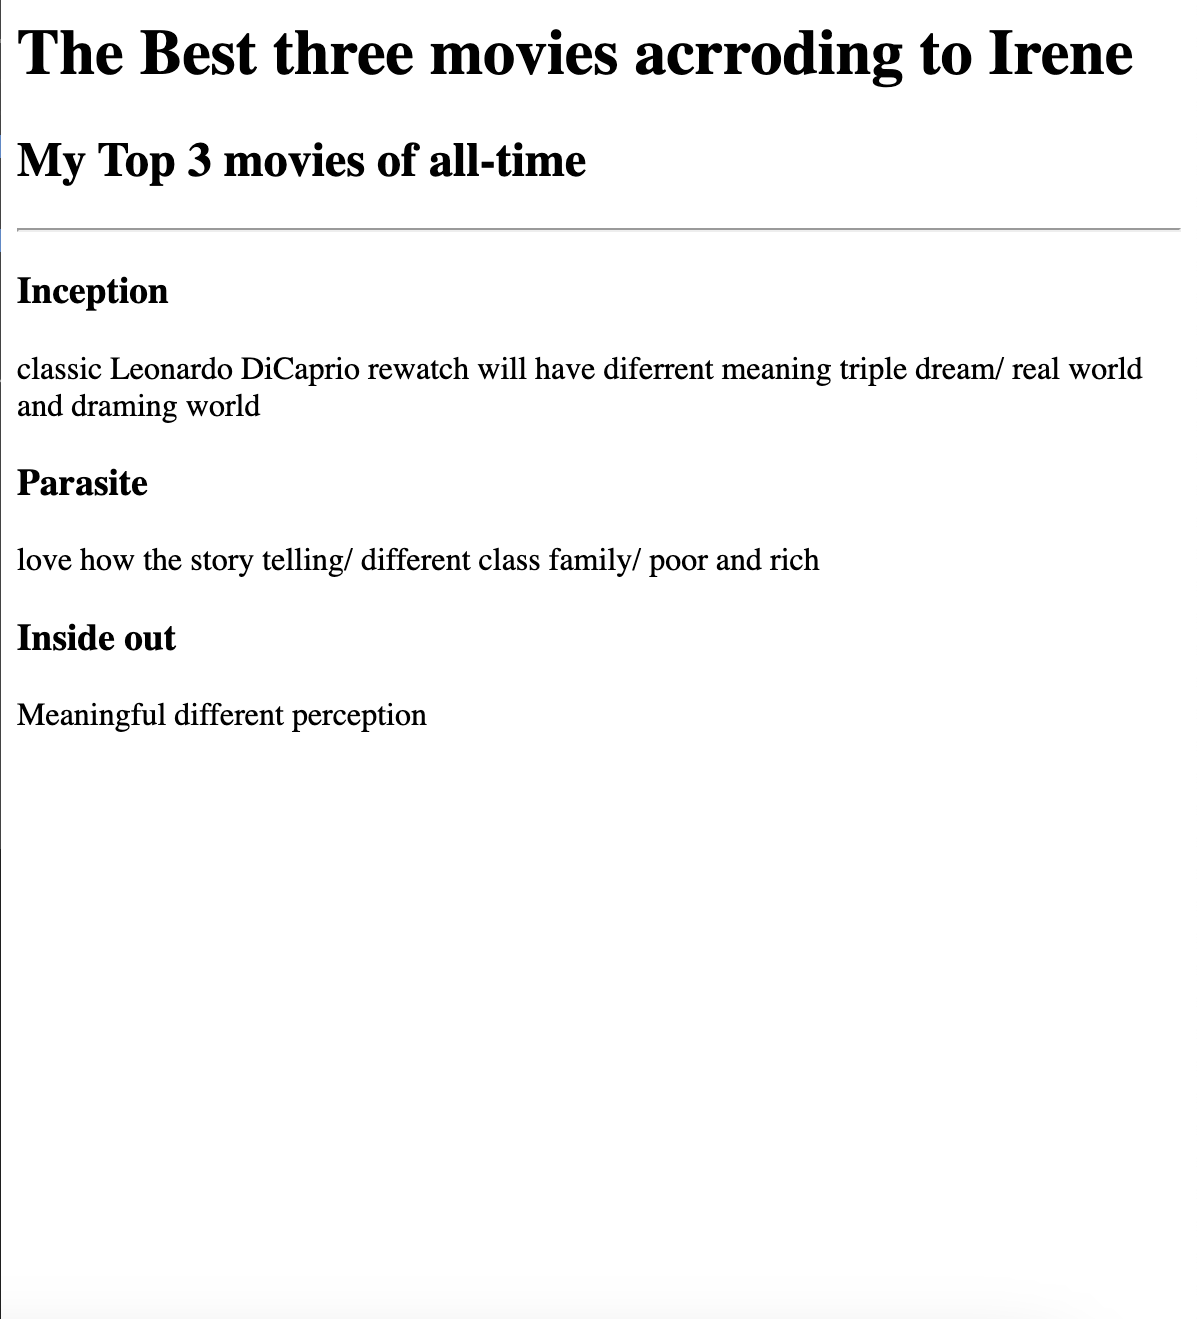 The Best three movies acrroding to Irene
My Top 3 movies of all-time
Inception
classic Leonardo DiCaprio rewatch will have diferrent meaning triple dream/ real world
and draming world
Parasite
love how the story telling/ different class family/ poor and rich
Inside out
Meaningful different perception